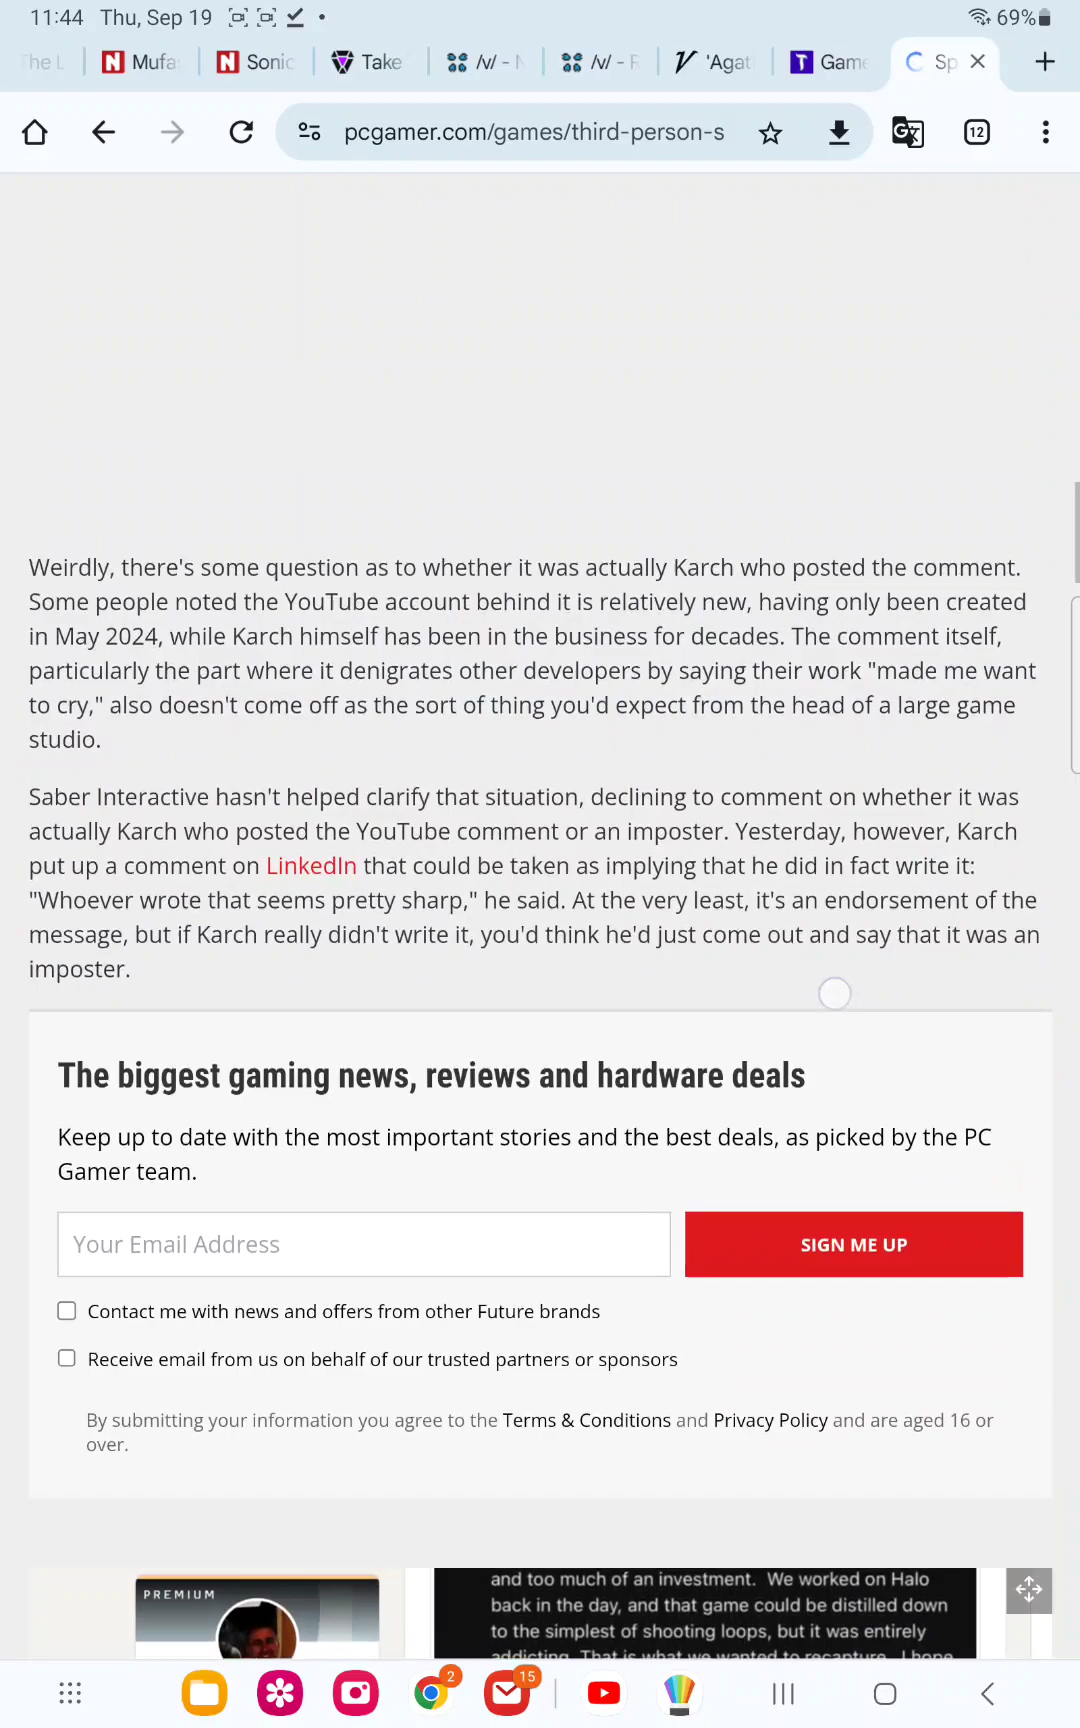 11:44 Thu, Sep 19
69%
The L
Mufa
Sonic
Take
/v/ - N
/v/ - F
'Agat
Game
Sp
pcgamer.com/games/third-person-s
12
Weirdly, there's some question as to whether it was actually Karch who posted the comment.
Some people noted the YouTube account behind it is relatively new, having only been created
in May 2024, while Karch himself has been in the business for decades. The comment itself,
particularly the part where it denigrates other developers by saying their work "made me want
to cry," also doesn't come off as the sort of thing you'd expect from the head of a large game
studio.
Saber Interactive hasn't helped clarify that situation, declining to comment on whether it was
actually Karch who posted the YouTube comment or an imposter. Yesterday, however, Karch
put up a comment on LinkedIn that could be taken as implying that he did in fact write it:
"Whoever wrote that seems pretty sharp," he said. At the very least, it's an endorsement of the
message, but if Karch really didn't write it, you'd think he'd just come out and say that it was an
imposter.
The biggest gaming news, reviews and hardware deals
Keep up to date with the most important stories and the best deals, as picked by the PC
Gamer team.
Your Email Address
SIGN ME UP
Contact me with news and offers from other Future brands
Receive email from us on behalf of our trusted partners or sponsors
By submitting your information you agree to the Terms & Conditions and Privacy Policy and are aged 16 or
over.
PREMIUM
and too much of an investment. We worked on Halo
back in the day, and that game could be distilled down
to the simplest of shooting loops, but it was entirely
addicting. That is what we wanted to recapture. I hope
2
15